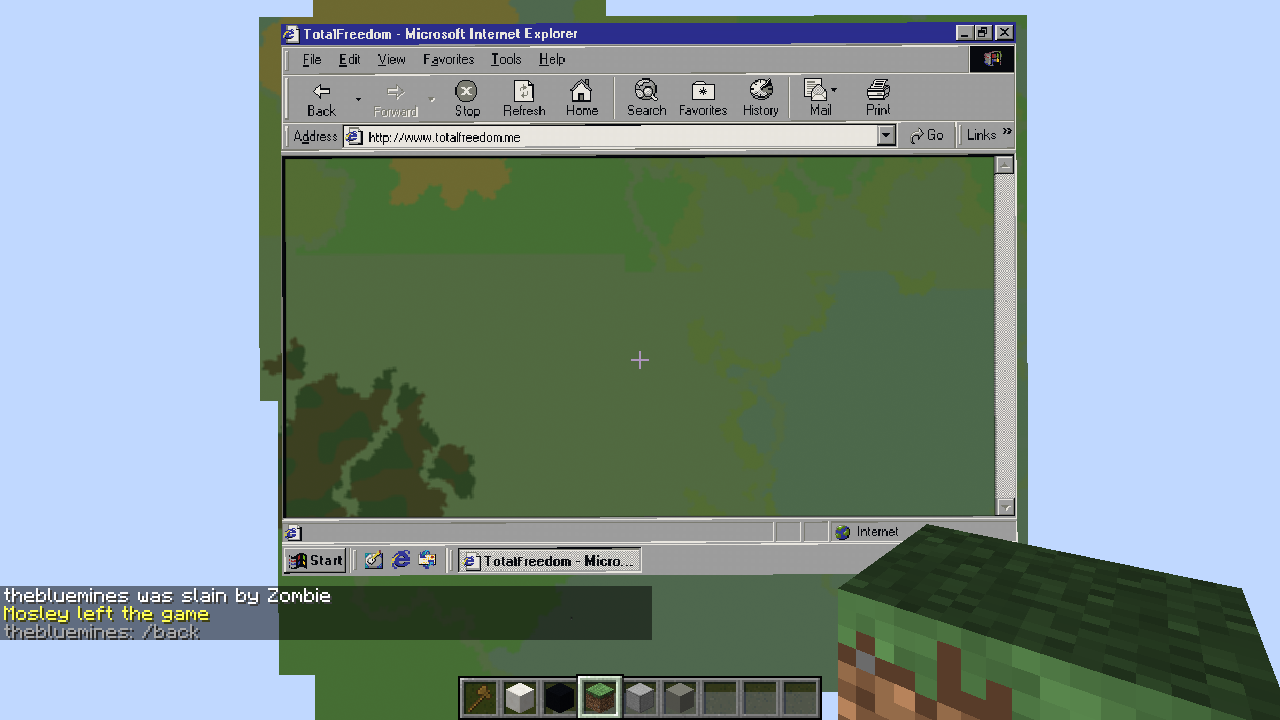 TotalFreedom - Microsoft Internet Explorer
File Edit View Favorites Tools Help
Back Forward Stop Refresh Home Search Favorites History Mail Print
Address http://www.totalfreedom.me Go Links »
Internet
Start TotalFreedom - Micro...
thebluemines was slain by Zombie
Mosley left the game
thebluemines: /back